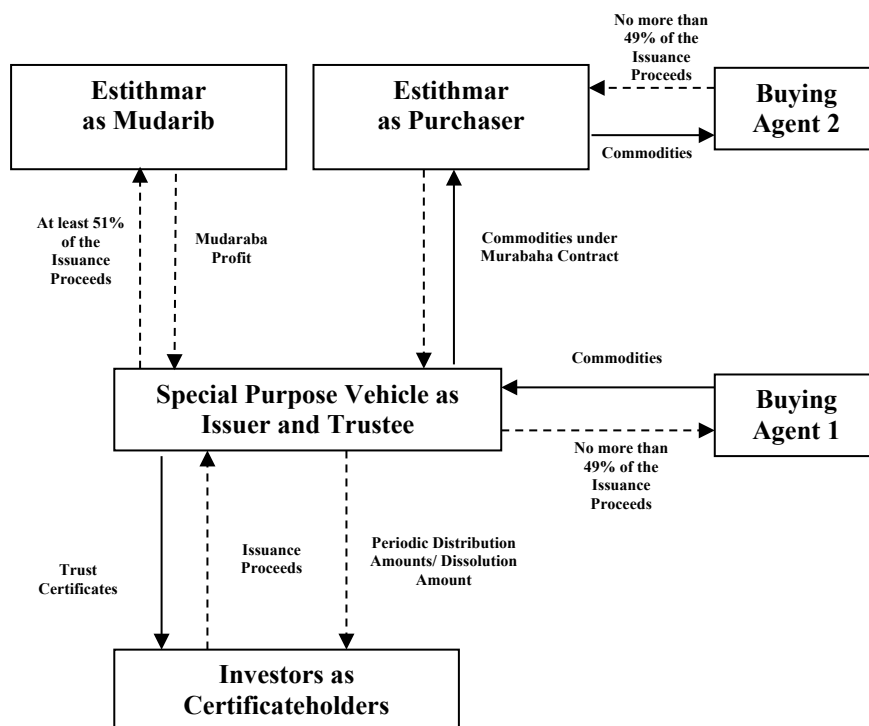 No more than
49% of the
Issuance
Proceeds
Estithmar
as Mudarib
Estithmar
as Purchaser
Buying
Agent 2
Commodities
At least 51%
of the
Issuance
Proceeds
Mudaraba
Profit
Commodities under
Murabaha Contract
Commodities
Special Purpose Vehicle as
Issuer and Trustee
Buying
Agent 1
No more than
49% of the
Issuance
Proceeds
Trust
Certificates
Issuance
Proceeds
Periodic Distribution
Amounts/ Dissolution
Amount
Investors as
Certificateholders